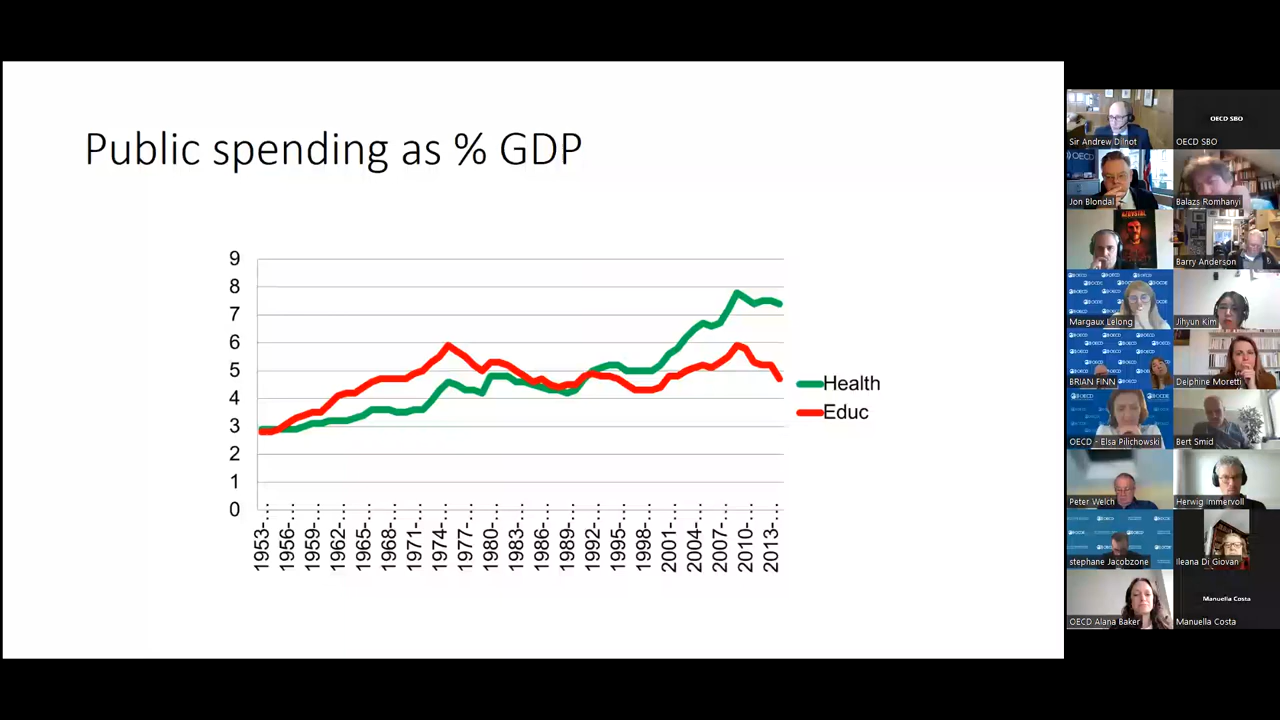 Public spending as % GDP
9
8
7
6
5
4
3
2
1
0
1953-...
1956-...
1959-...
1962-...
1965-...
1968-...
1971-...
1974-...
1977-...
1980-...
1983-...
1986-...
1989-...
1992-...
1995-...
1998-...
2001-...
2004-...
2007-...
2010-...
2013-...
Health
Educ
Sir Andrew Dilnot
OECD SBO
OECD SBO
OECD
Jon Blondal
Balazs Romhanyi
Barry Anderson
Margaux Lelong
Jihyun Kim
BRIAN FINN
Delphine Moretti
OECD - Elsa Pilichowski
Bert Smid
Peter Welch
Herwig Immervoll
stephane Jacobzone
Ileana Di Giovan
OECD Alana Baker
Manuella Costa
Manuella Costa